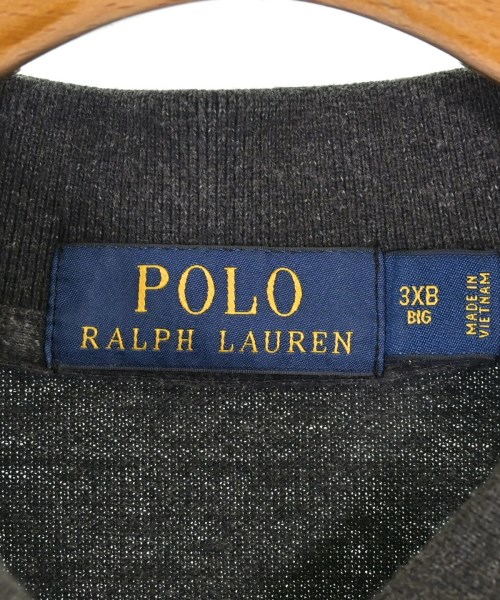 POLO
RALPH LAUREN
3XB
BIG
MADE IN
VIETNAM